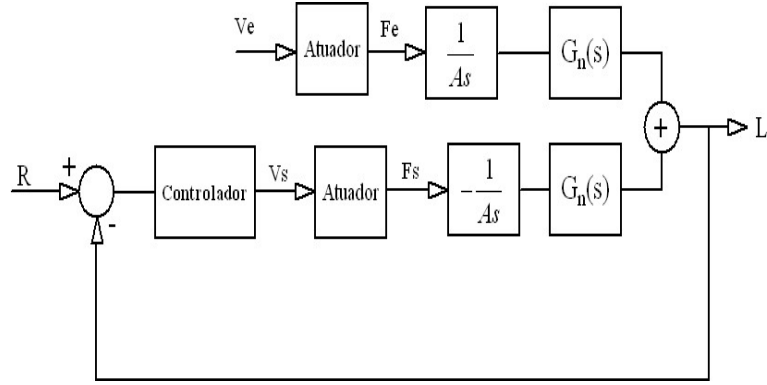 Ve
Atuador
Fe
1
As
Gn(s)
+
L
R
+
-
Controlador
Vs
Atuador
Fs
-1
As
Gn(s)